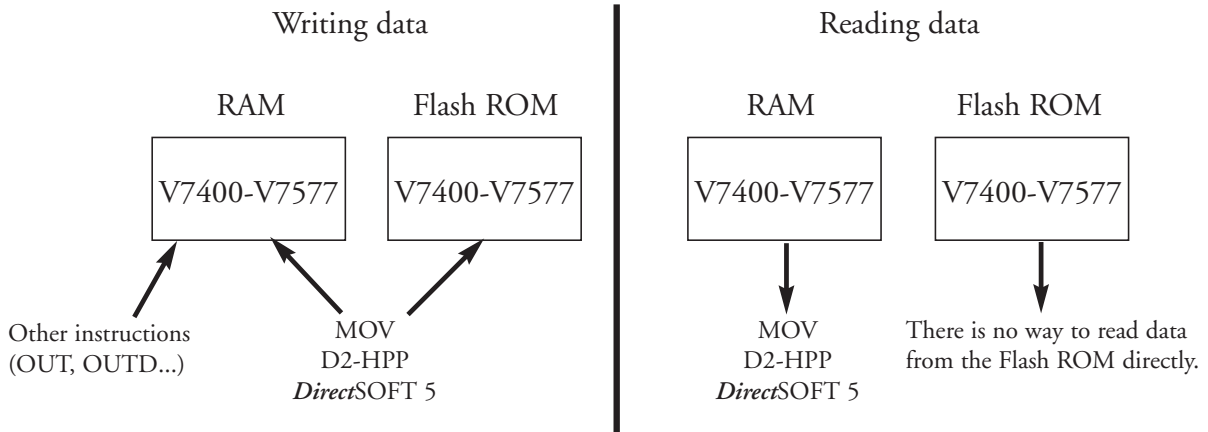 Writing data
RAM
Flash ROM
V7400-V7577
V7400-V7577
Other instructions
(OUT, OUTD...)
MOV
D2-HPP
DirectSOFT 5
Reading data
RAM
Flash ROM
V7400-V7577
V7400-V7577
MOV
D2-HPP
DirectSOFT 5
There is no way to read data
from the Flash ROM directly.